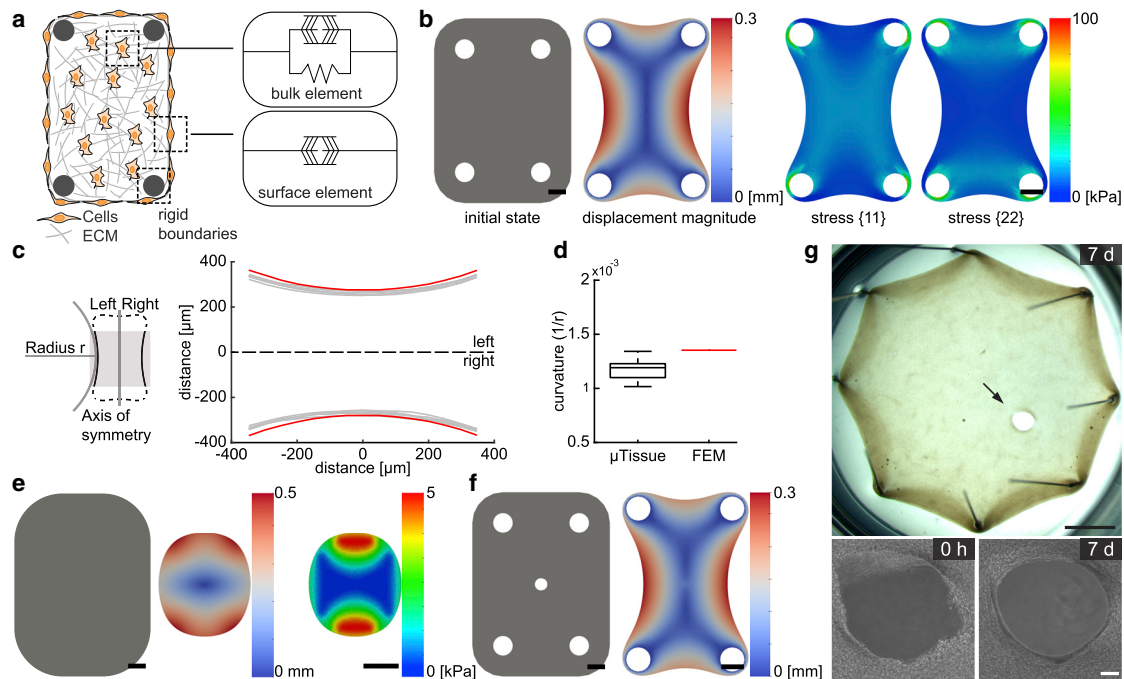 a
bulk element
surface element
Cells
ECM
rigid
boundaries
b
initial state
displacement magnitude
0.3
0 [mm]
stress {11}
stress {22}
100
0 [kPa]
c
Left Right
Radius r
Axis of
symmetry
distance [µm]
400
200
0
-200
-400
left
right
-400 -200 0 200 400
distance [µm]
d
×10⁻³
curvature (1/r)
2
1.5
1
0.5
µTissue FEM
e
0.5
0 mm
5
0 [kPa]
f
0.3
0 [mm]
g
7 d
0 h
7 d